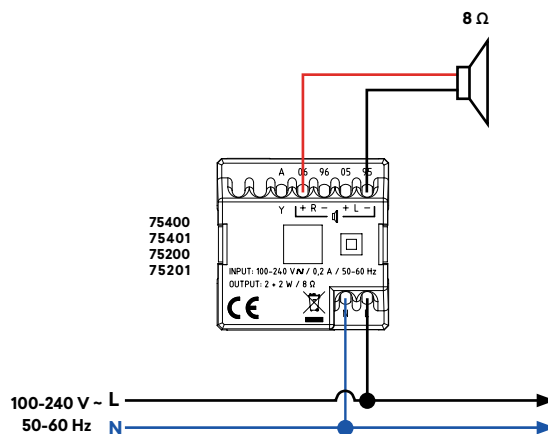 8 Ω
A 06 96 05 95
Y + R - + L -
75400
75401
75200
75201
INPUT: 100-240 V~ / 0,2 A / 50-60 Hz
OUTPUT: 2 + 2 W / 8 Ω
CE
N L
100-240 V ~ L
50-60 Hz N